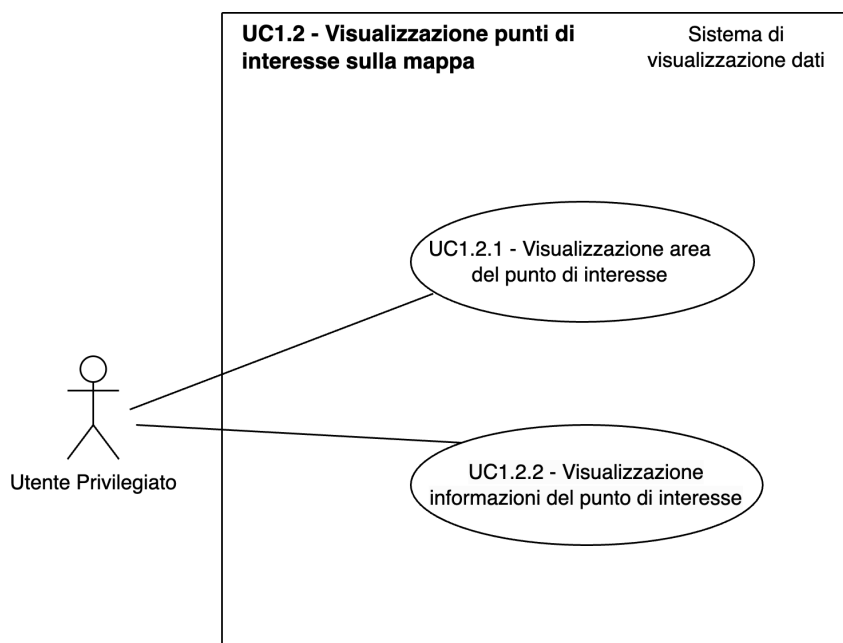 UC1.2 - Visualizzazione punti di
interesse sulla mappa
Sistema di
visualizzazione dati
UC1.2.1 - Visualizzazione area
del punto di interesse
Utente Privilegiato
UC1.2.2 - Visualizzazione
informazioni del punto di interesse